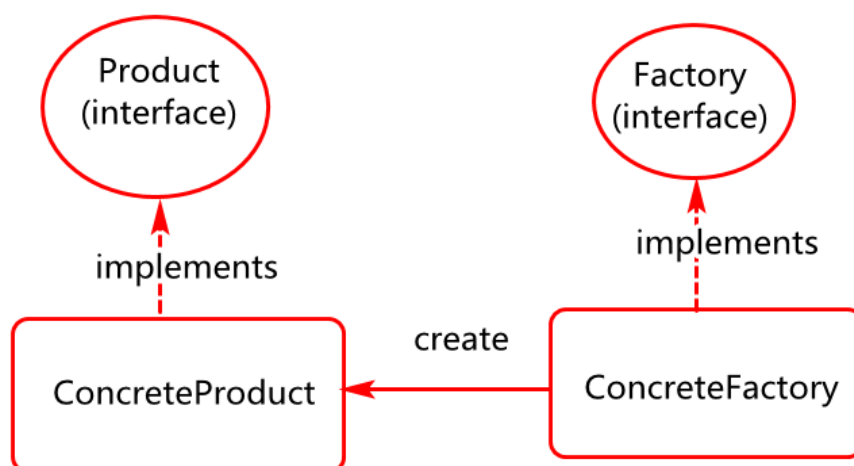 Product
(interface)
Factory
(interface)
implements
implements
create
ConcreteProduct
ConcreteFactory